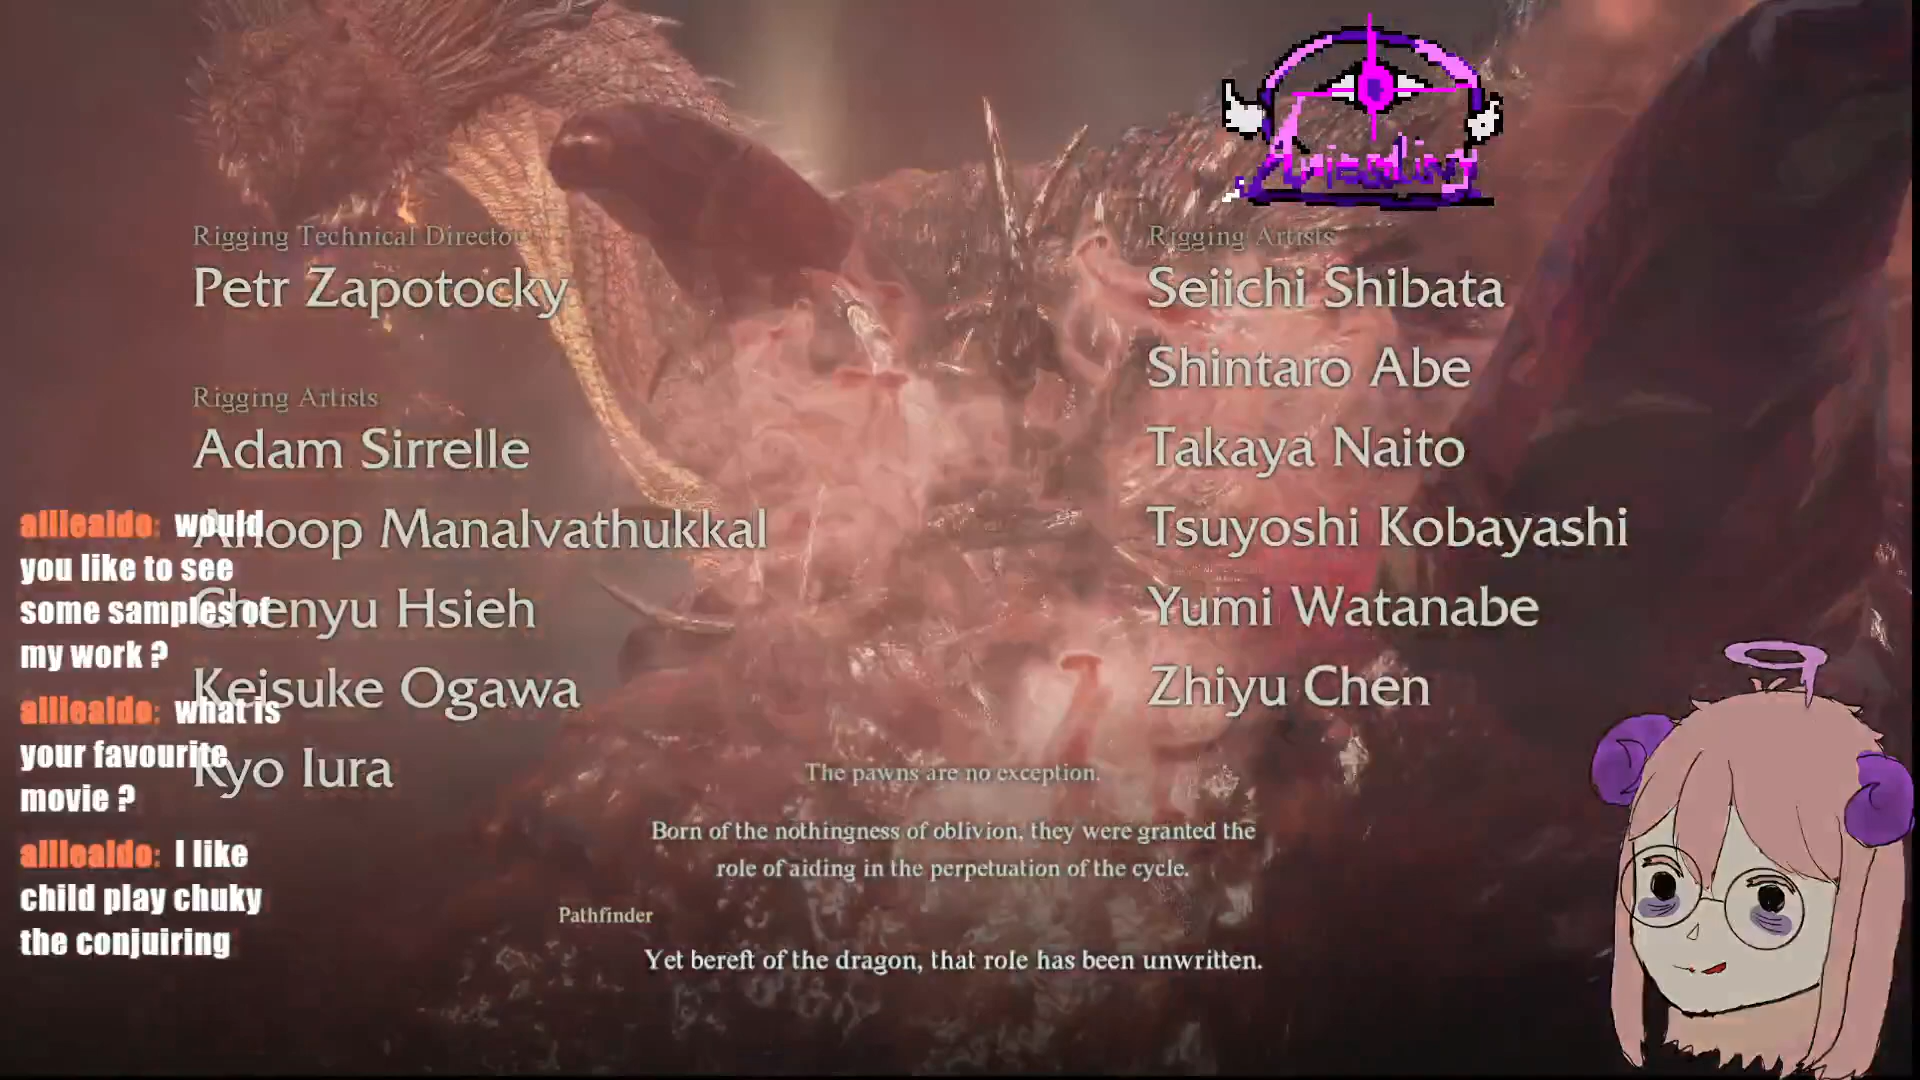 Rigging Technical Director
Petr Zapotocky
Rigging Artists
Adam Sirrelle
Anoop Manalvathukkal
Chenyu Hsieh
Keisuke Ogawa
Ryo Iura
Rigging Artists
Seiichi Shibata
Shintaro Abe
Takaya Naito
Tsuyoshi Kobayashi
Yumi Watanabe
Zhiyu Chen
alliealdo: would
you like to see
some samples of
my work ?
alliealdo: what is
your favourite
movie ?
alliealdo: I like
child play chuky
the conjuiring
The pawns are no exception.
Born of the nothingness of oblivion, they were granted the
role of aiding in the perpetuation of the cycle.
Pathfinder
Yet bereft of the dragon, that role has been unwritten.